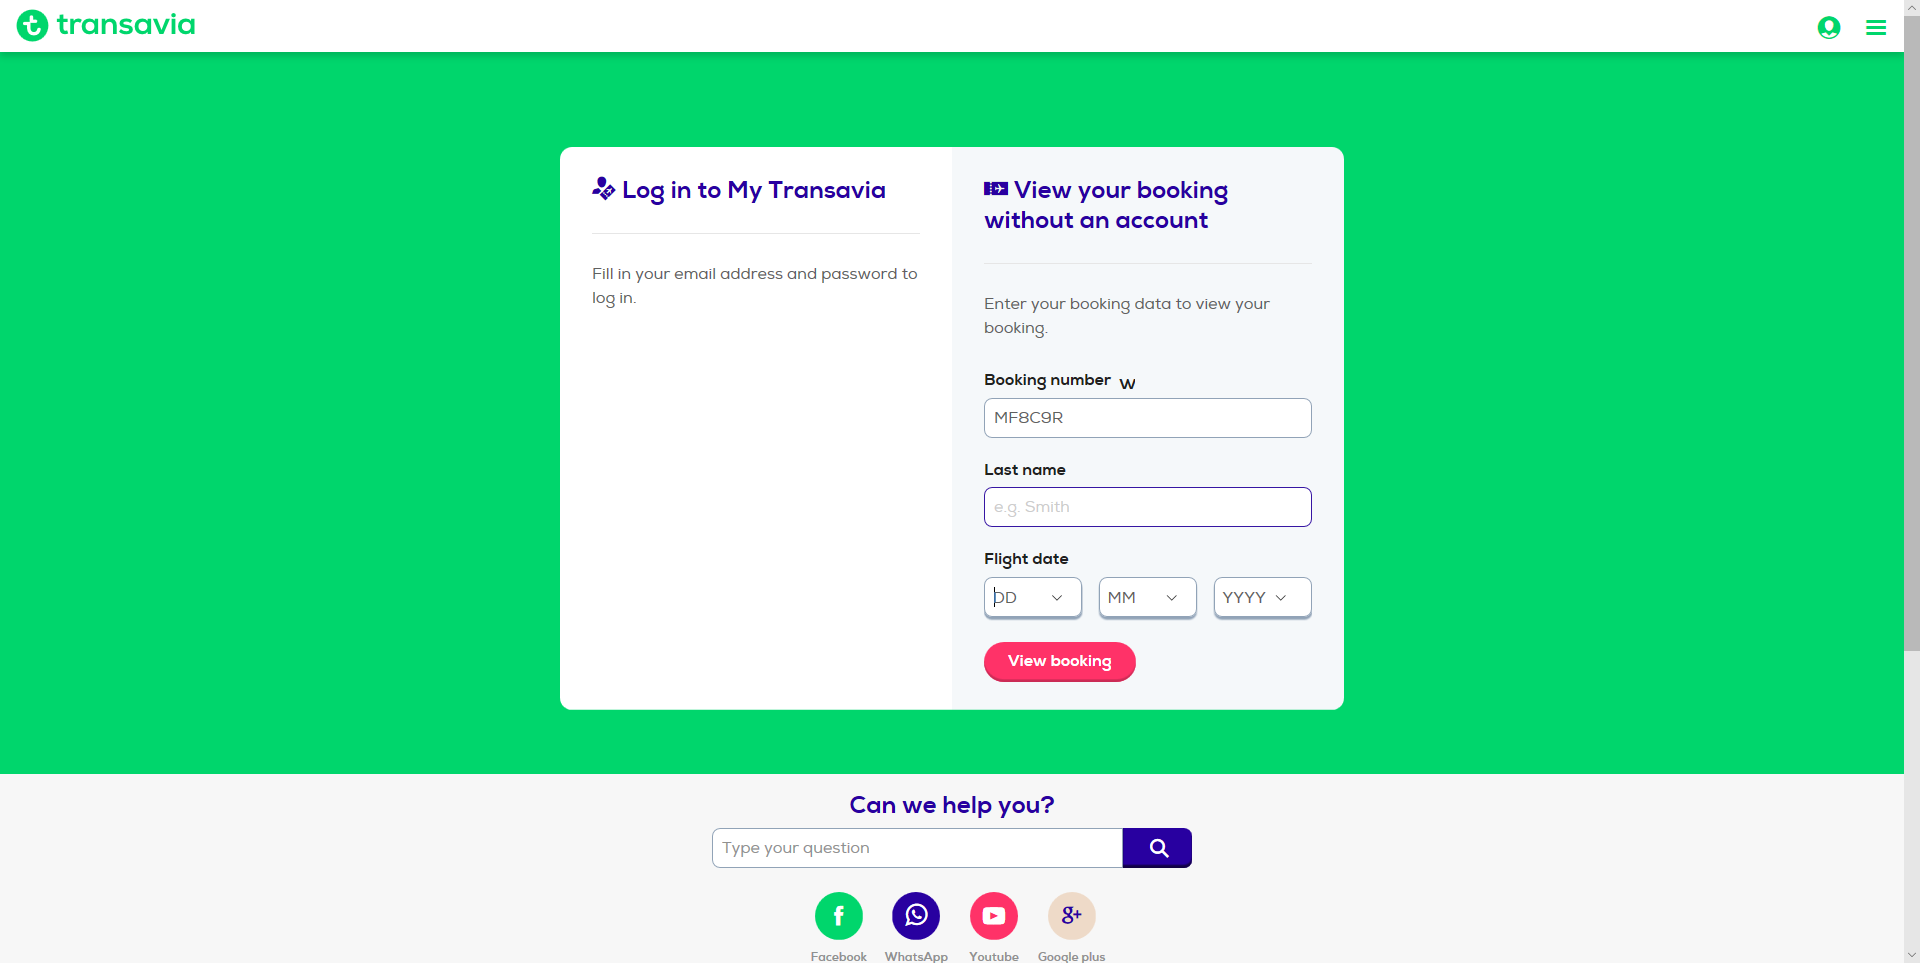 transavia
Log in to My Transavia
Fill in your email address and password to
log in.
View your booking
without an account
Enter your booking data to view your
booking.
Booking number w
MF8C9R
Last name
e.g. Smith
Flight date
DD MM YYYY
View booking
Can we help you?
Type your question
Facebook WhatsApp Youtube Google plus